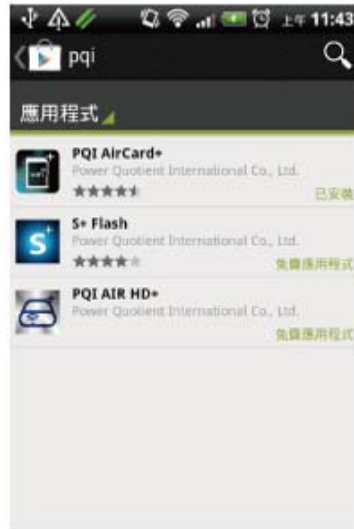 上午 11:43
pqi
應用程式
PQI AirCard+
Power Quotient International Co., Ltd.
已安裝
S+ Flash
Power Quotient International Co., Ltd.
免費應用程式
PQI AIR HD+
Power Quotient International Co., Ltd.
免費應用程式